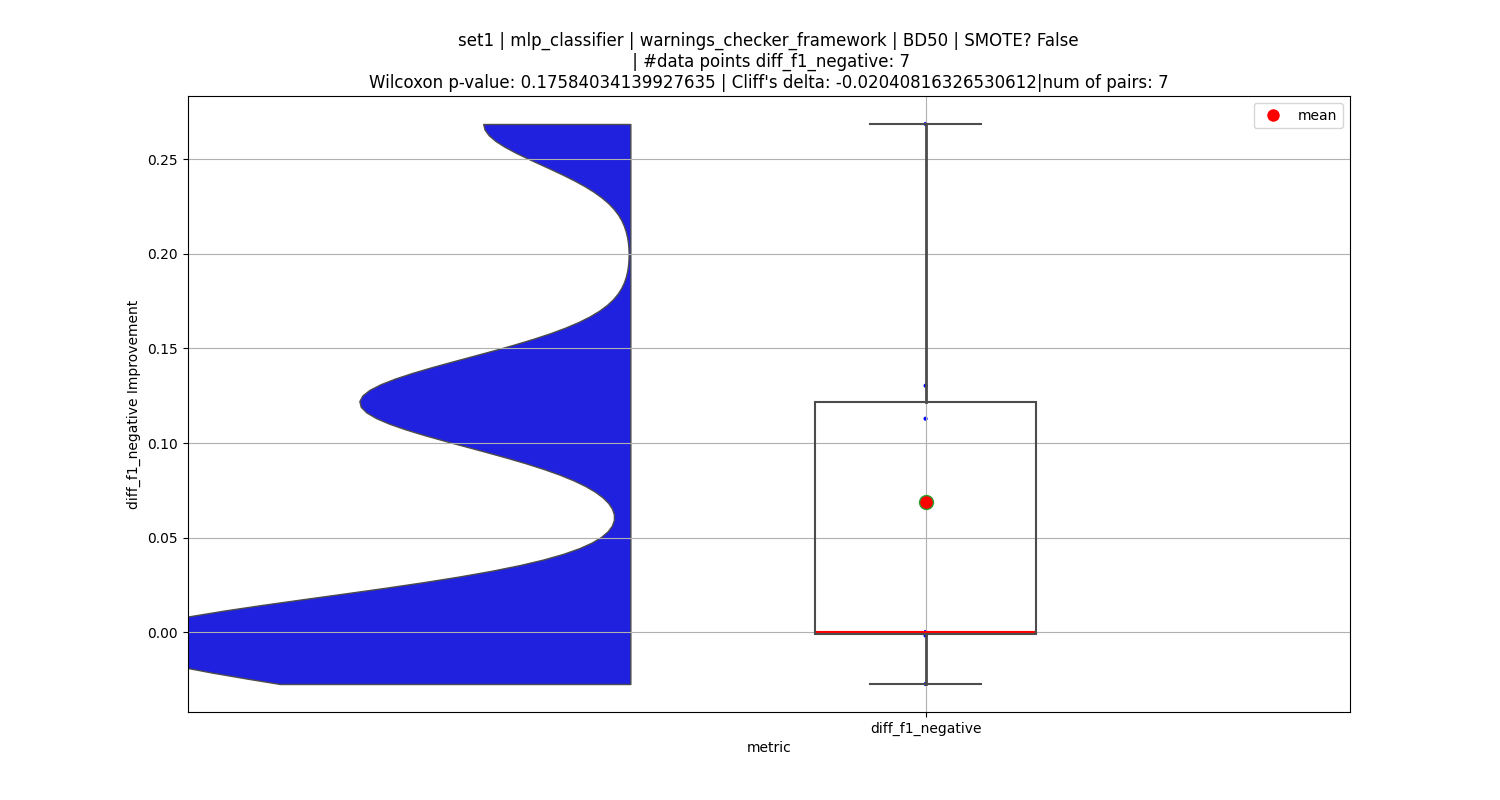 set1 | mlp_classifier | warnings_checker_framework | BD50 | SMOTE? False
| #data points diff_f1_negative: 7
Wilcoxon p-value: 0.17584034139927635 | Cliff's delta: -0.02040816326530612|num of pairs: 7
mean
0.25
0.20
0.15
0.10
0.05
0.00
diff_f1_negative Improvement
diff_f1_negative
metric